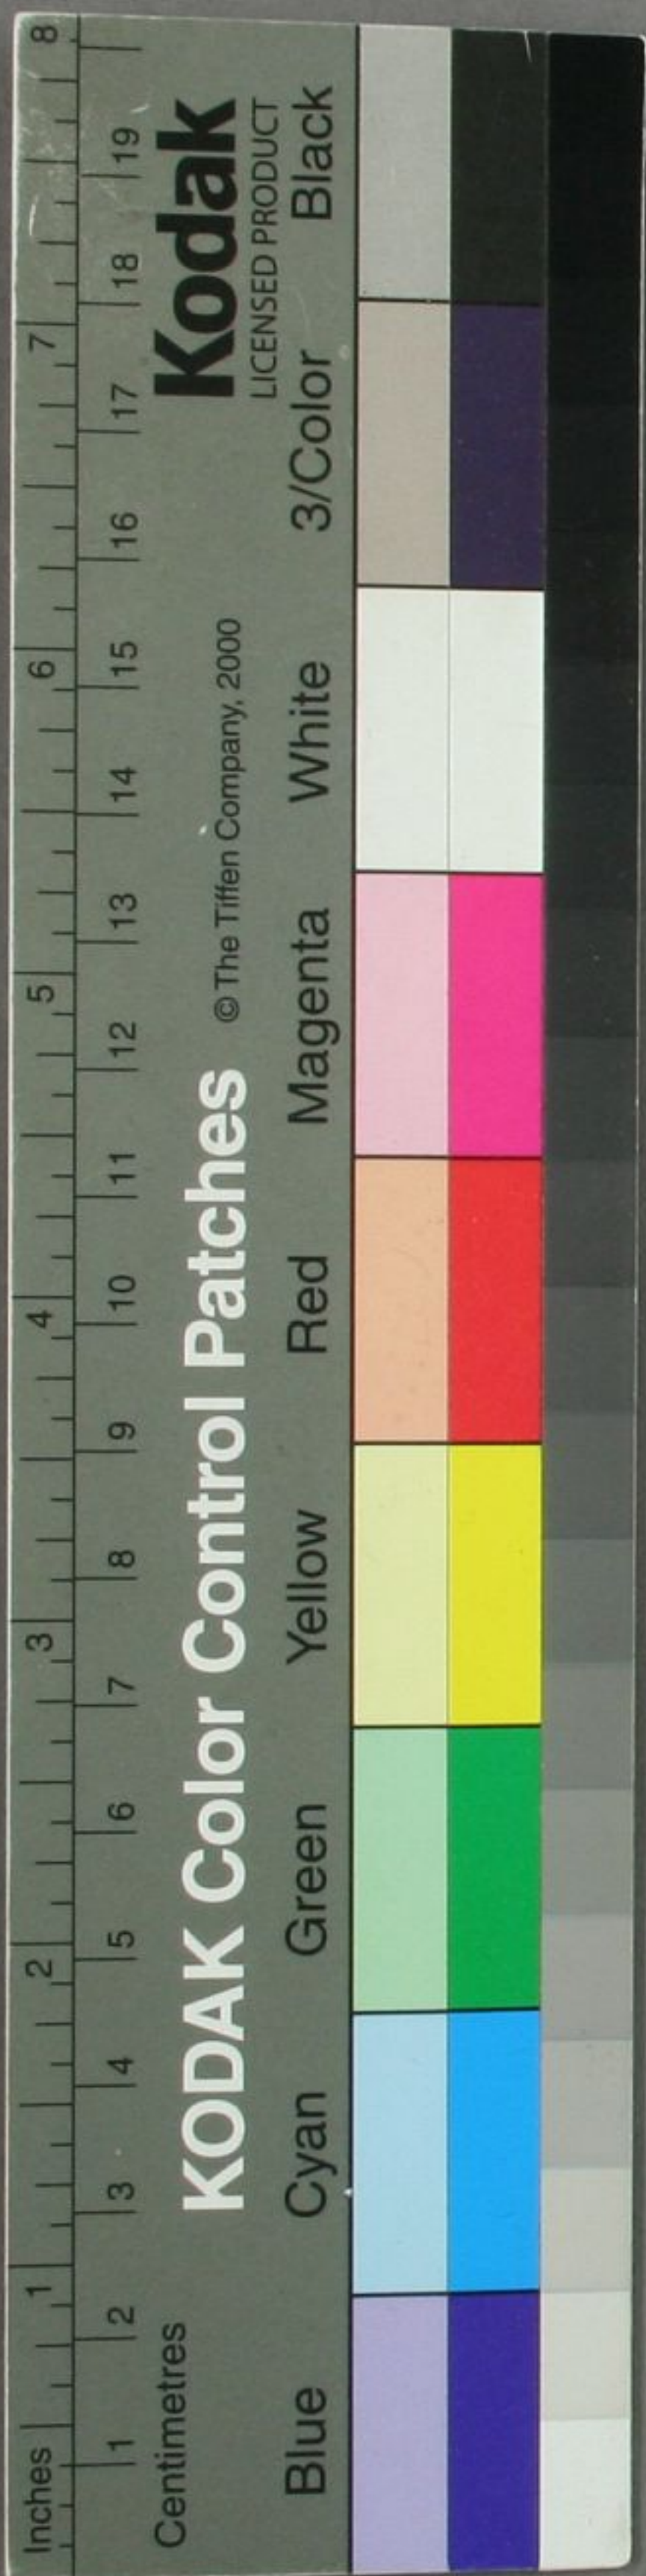 Inches 1 2 3 4 5 6 7 8
1 2 3 4 5 6 7 8 9 10 11 12 13 14 15 16 17 18 19
Centimetres
KODAK Color Control Patches © The Tiffen Company, 2000 Kodak
LICENSED PRODUCT
Blue Cyan Green Yellow Red Magenta White 3/Color Black